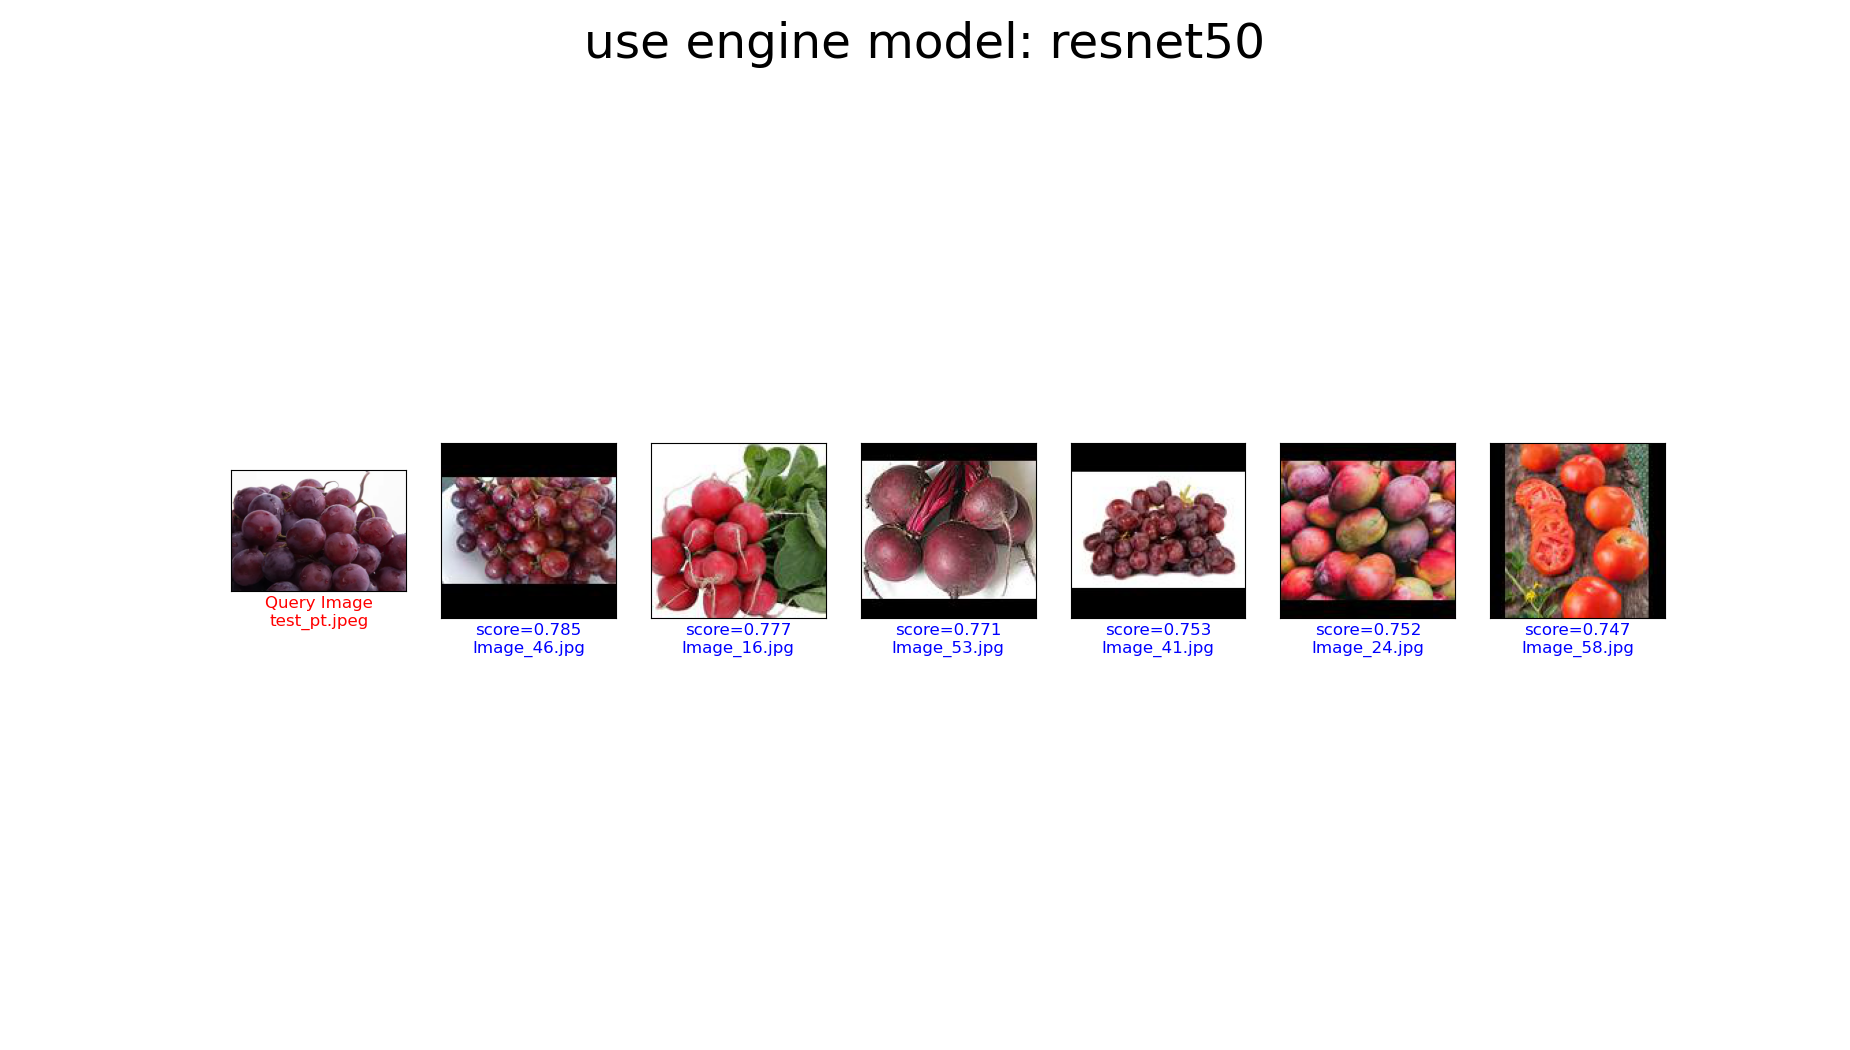 use engine model: resnet50
Query Image
test_pt.jpeg
score=0.785
Image_46.jpg
score=0.777
Image_16.jpg
score=0.771
Image_53.jpg
score=0.753
Image_41.jpg
score=0.752
Image_24.jpg
score=0.747
Image_58.jpg